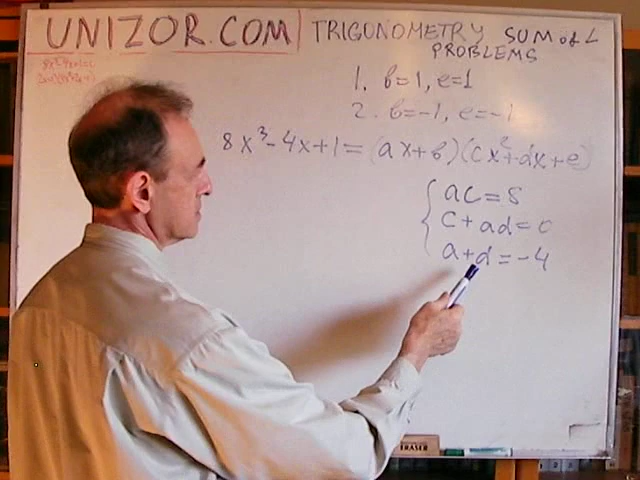 UNIZOR.COM
TRIGONOMETRY SUM of ∠
PROBLEMS
1. b=1, e=1
2. b=-1, e=-1
8x³-4x+1=(ax+b)(cx²+dx+e)
ac=8
c+ad=0
a+d=-4
ERASER